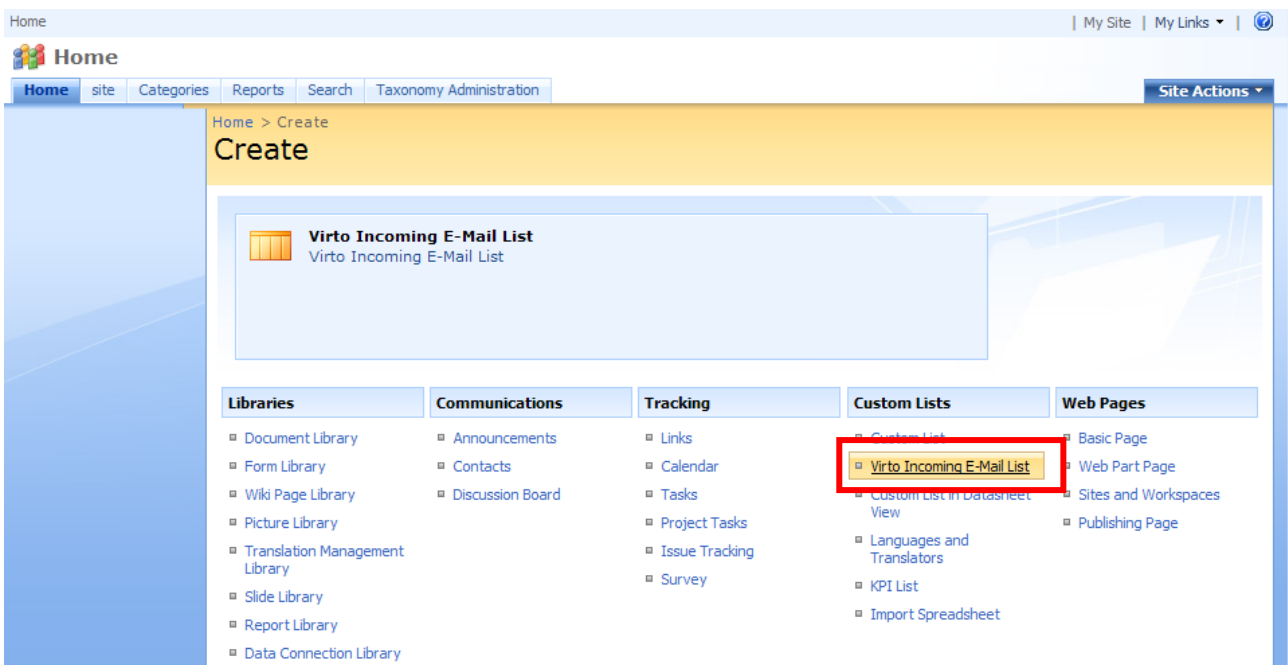 Home
| My Site | My Links |
Home
Home site Categories Reports Search Taxonomy Administration
Site Actions
Home > Create
Create
Virto Incoming E-Mail List
Virto Incoming E-Mail List
Libraries
Document Library
Form Library
Wiki Page Library
Picture Library
Translation Management
Library
Slide Library
Report Library
Data Connection Library
Communications
Announcements
Contacts
Discussion Board
Tracking
Links
Calendar
Tasks
Project Tasks
Issue Tracking
Survey
Custom Lists
Custom List
Virto Incoming E-Mail List
Custom List in Datasheet
View
Languages and
Translators
KPI List
Import Spreadsheet
Web Pages
Basic Page
Web Part Page
Sites and Workspaces
Publishing Page